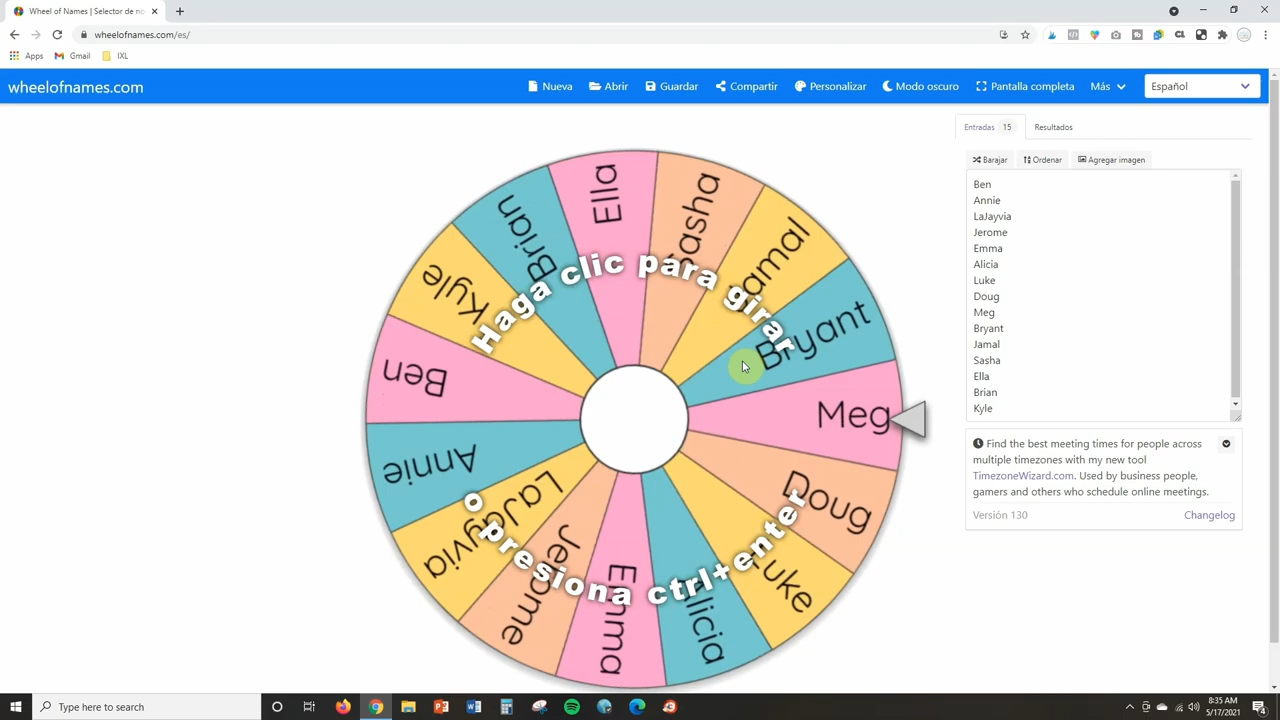 Wheel of Names | Selector de no
wheelofnames.com/es/
Apps Gmail IXL
wheelofnames.com
Nueva Abrir Guardar Compartir Personalizar Modo oscuro Pantalla completa Más Español
Entradas 15 Resultados
Barajar Ordenar Agregar imagen
Ben
Annie
LaJayvia
Jerome
Emma
Alicia
Luke
Doug
Meg
Bryant
Jamal
Sasha
Ella
Brian
Kyle
Haga clic para girar
o presiona ctrl+enter
Ella
Sasha
Jamal
Bryant
Meg
Doug
Luke
Alicia
Emma
Jerome
LaJayvia
Annie
Ben
Kyle
Brian
Find the best meeting times for people across
multiple timezones with my new tool
TimezoneWizard.com. Used by business people,
gamers and others who schedule online meetings.
Versión 130 Changelog
Type here to search
8:35 AM
5/17/2021
4